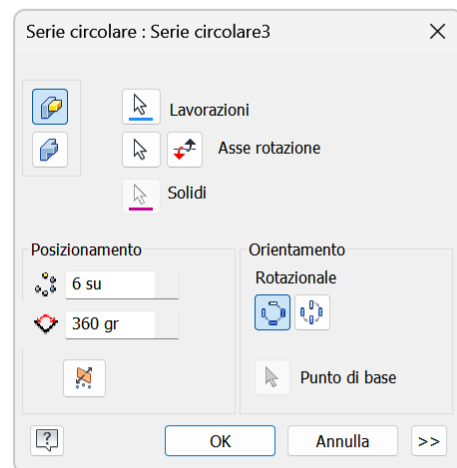 Serie circolare : Serie circolare3
Lavorazioni
Asse rotazione
Solidi
Posizionamento
6 su
360 gr
Orientamento
Rotazionale
Punto di base
?
OK
Annulla
>>